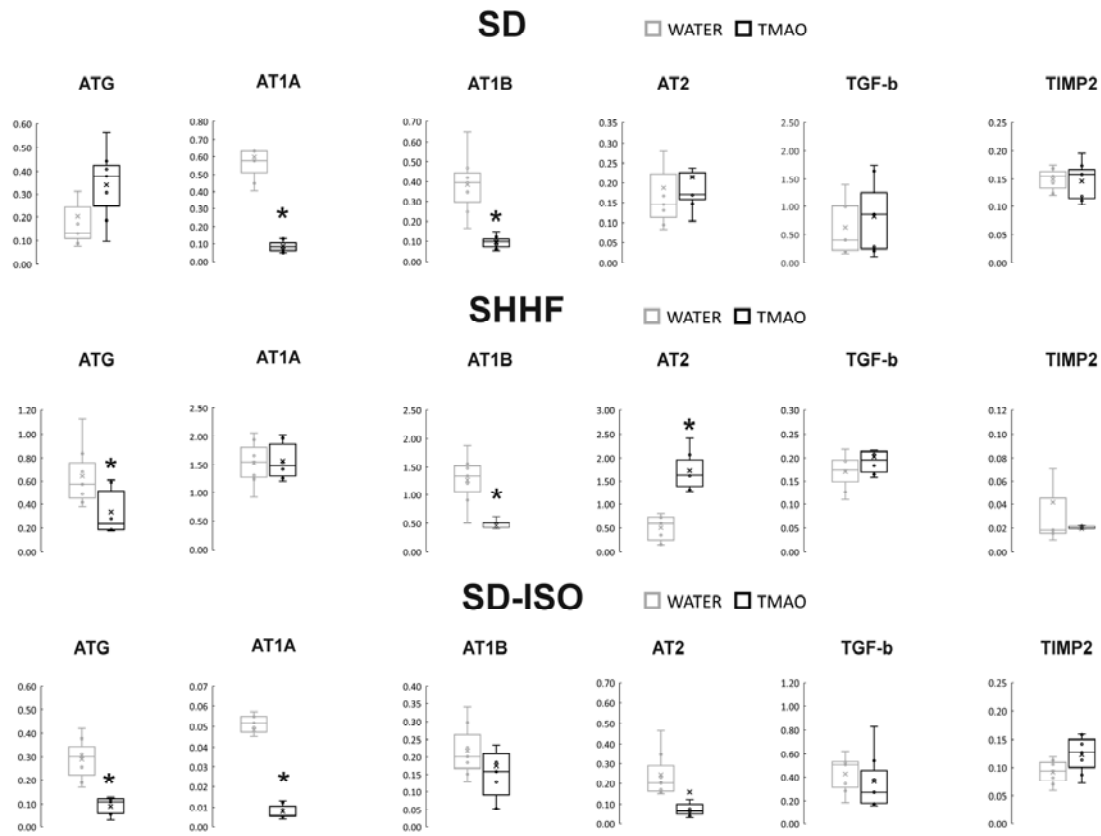 SD WATER TMAO
ATG AT1A AT1B AT2 TGF-b TIMP2
0.60 0.80 0.70 0.35 2.50 0.25
0.50 0.70 0.60 0.30 2.00 0.20
0.40 0.60 0.50 0.25 1.50 0.15
0.30 0.50 0.40 0.20 1.00 0.10
0.20 0.40 0.30 0.15 0.50 0.05
0.10 0.30 0.20 0.10 0.00 0.00
0.00 0.20 0.10 0.05
0.10 0.00 0.00
0.00
* *
SHHF WATER TMAO
ATG AT1A AT1B AT2 TGF-b TIMP2
1.20 2.50 2.50 3.00 0.30 0.12
1.00 2.00 2.00 2.50 0.25 0.10
0.80 1.50 1.50 2.00 0.20 0.08
0.60 1.00 1.00 1.50 0.15 0.06
0.40 0.50 0.50 1.00 0.10 0.04
0.20 0.00 0.00 0.50 0.05 0.02
0.00 0.00 0.00 0.00
* * *
SD-ISO WATER TMAO
ATG AT1A AT1B AT2 TGF-b TIMP2
0.60 0.07 0.40 0.70 1.20 0.25
0.50 0.06 0.35 0.60 1.00 0.20
0.40 0.05 0.30 0.50 0.80 0.15
0.30 0.04 0.25 0.40 0.60 0.10
0.20 0.03 0.20 0.30 0.40 0.05
0.10 0.02 0.15 0.20 0.20 0.00
0.00 0.01 0.10 0.10 0.00
0.00 0.05 0.00
0.00
* *